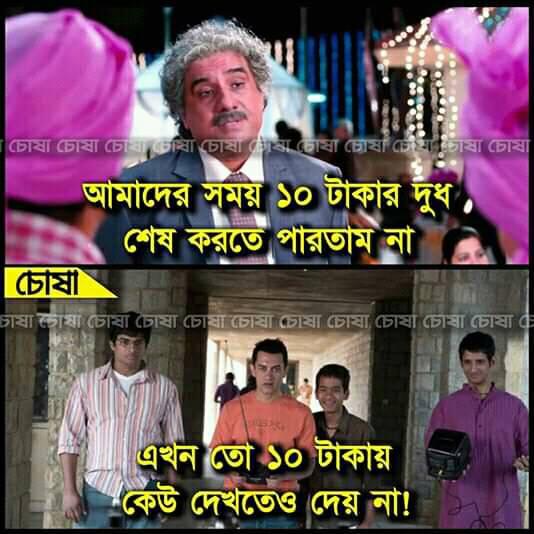 চোষা চোষা চোষা চোষা চোষা চোষা চোষা চোষা চোষা
আমাদের সময় ১০ টাকার দুধ
শেষ করতে পারতাম না
চোষা
চোষা চোষা চোষা চোষা চোষা চোষা চোষা চোষা চোষা
এখন তো ১০ টাকায়
কেউ দেখতেও দেয় না!